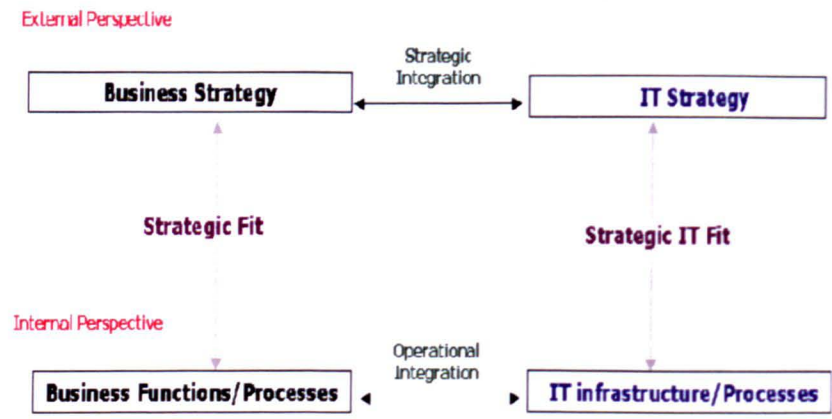 External Perspective
Strategic
Integration
Business Strategy
IT Strategy
Strategic Fit
Strategic IT Fit
Internal Perspective
Operational
Integration
Business Functions/Processes
IT infrastructure/Processes